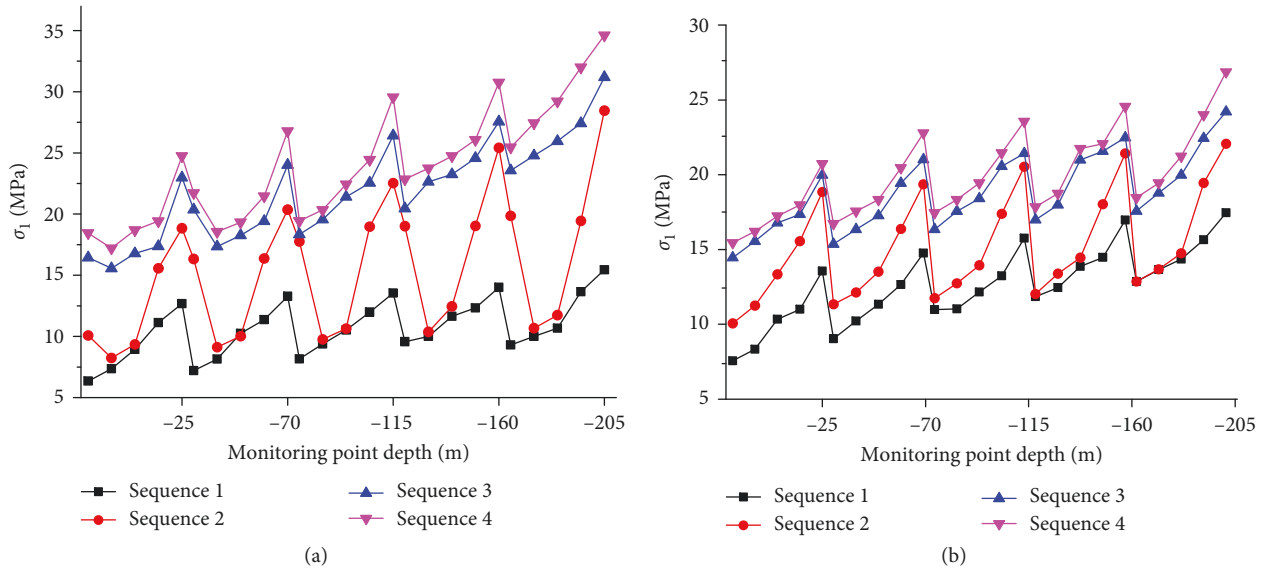 35
30
25
20
15
10
5
σ1 (MPa)
–25
–70
–115
–160
–205
Monitoring point depth (m)
Sequence 1
Sequence 2
Sequence 3
Sequence 4
(a)
30
25
20
15
10
5
σ1 (MPa)
–25
–70
–115
–160
–205
Monitoring point depth (m)
Sequence 1
Sequence 2
Sequence 3
Sequence 4
(b)